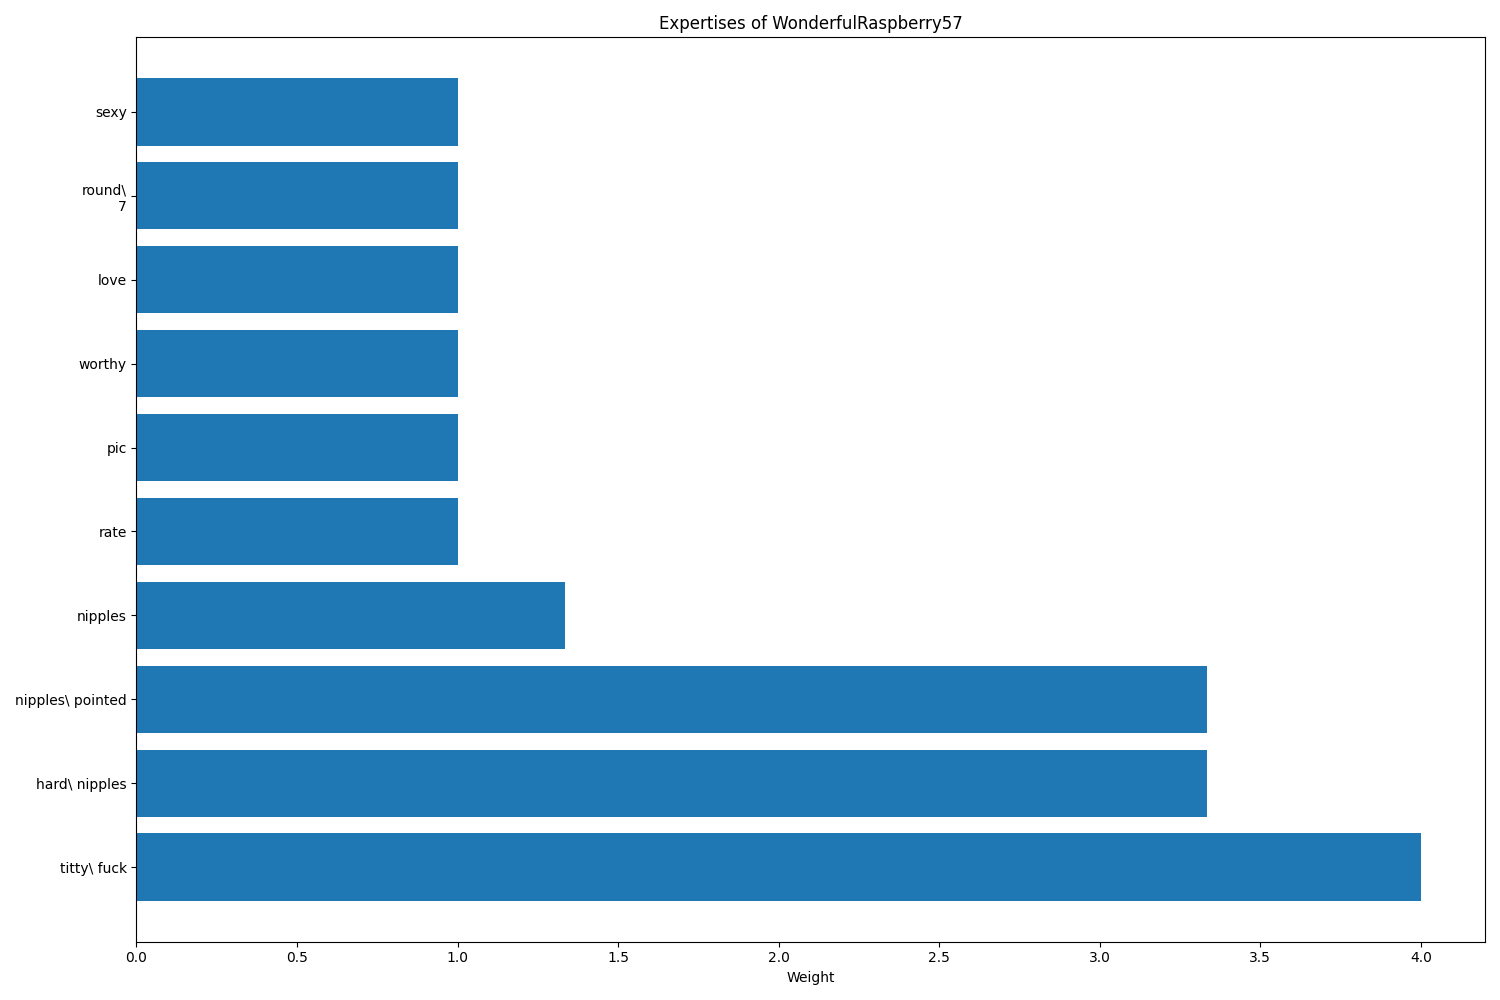 Expertises of WonderfulRaspberry57
sexy
round\
7
love
worthy
pic
rate
nipples
nipples\ pointed
hard\ nipples
titty\ fuck
0.0 0.5 1.0 1.5 2.0 2.5 3.0 3.5 4.0
Weight